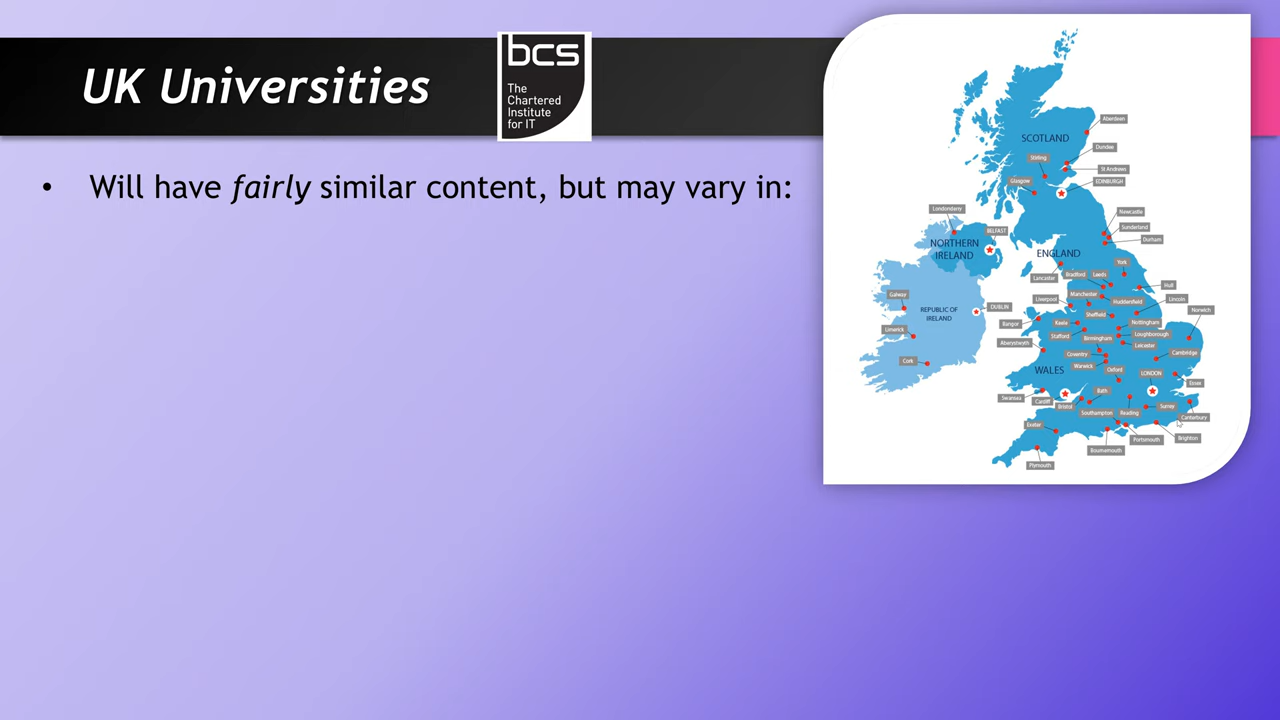 UK Universities
bcs
The
Chartered
Institute
for IT
• Will have fairly similar content, but may vary in:
Aberdeen
SCOTLAND
Dundee
Stirling
St Andrews
Glasgow
EDINBURGH
Londonderry
Newcastle
Sunderland
BELFAST
Durham
NORTHERN
IRELAND
ENGLAND
York
Lancaster
Bradford
Leeds
Hull
Galway
Manchester
Liverpool
Huddersfield
Lincoln
DUBLIN
REPUBLIC OF
IRELAND
Sheffield
Norwich
Bangor
Keele
Nottingham
Limerick
Stafford
Birmingham
Loughborough
Aberystwyth
Leicester
Coventry
Cambridge
Cork
Warwick
WALES
Oxford
LONDON
Essex
Bath
Swansea
Cardiff
Bristol
Surrey
Southampton
Reading
Canterbury
Exeter
Portsmouth
Brighton
Bournemouth
Plymouth